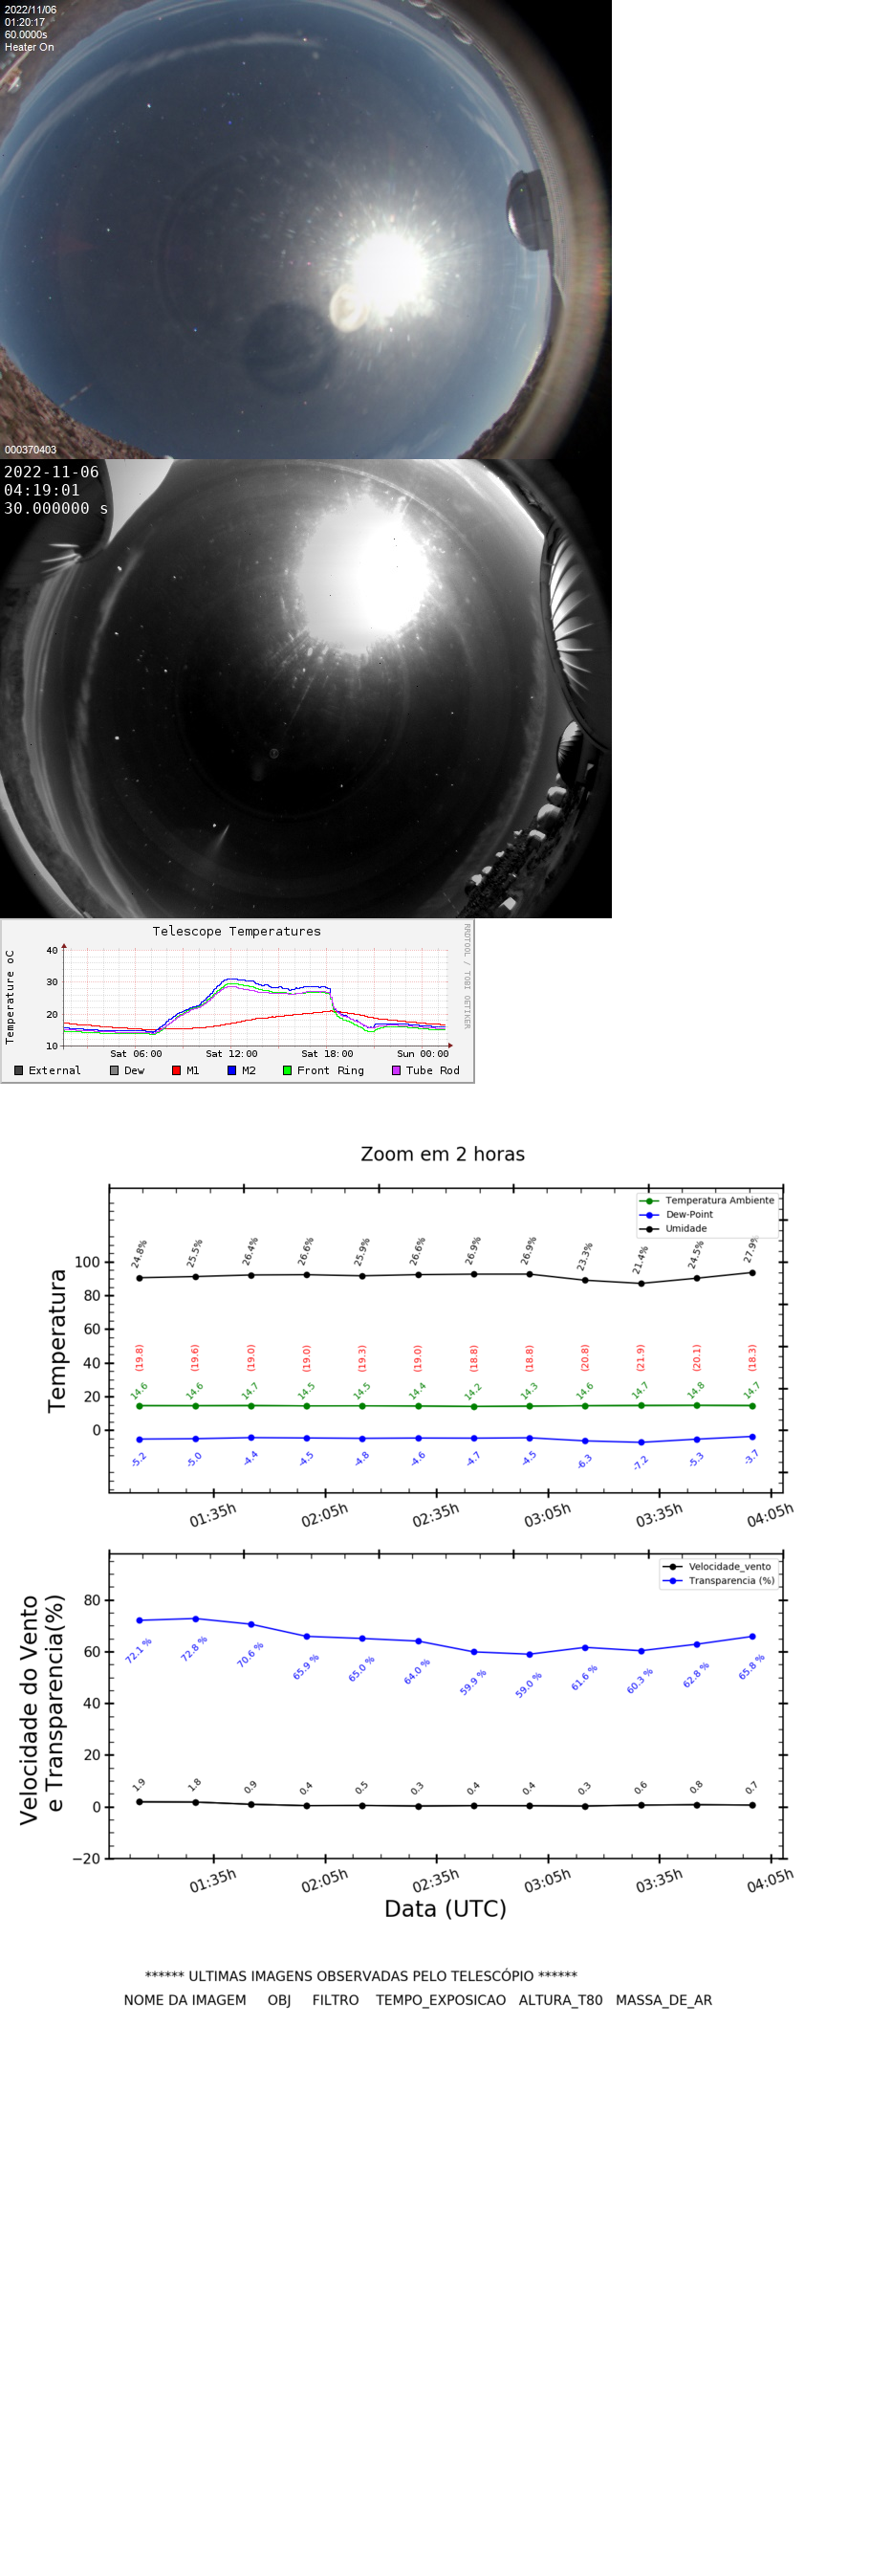 2022/11/06
01:20:17
60.0000s
Heater On
000370403
2022-11-06
04:19:01
30.000000 s
Telescope Temperatures
RRDTOOL / TOBI OETIKER
Temperature oC
40
30
20
10
Sat 06:00 Sat 12:00 Sat 18:00 Sun 00:00
External Dew M1 M2 Front Ring Tube Rod
Zoom em 2 horas
Temperatura Ambiente
Dew-Point
Umidade
Temperatura
100
80
60
40
20
0
24.8% 25.5% 26.4% 26.6% 25.9% 26.6% 26.9% 26.9% 23.3% 21.4% 24.5% 27.9%
(19.8) (19.6) (19.0) (19.0) (19.3) (19.0) (18.8) (18.8) (20.8) (21.9) (20.1) (18.3)
14.6 14.6 14.7 14.5 14.5 14.4 14.2 14.3 14.6 14.7 14.8 14.7
-5.2 -5.0 -4.4 -4.5 -4.8 -4.6 -4.7 -4.5 -6.3 -7.2 -5.3 -3.7
01:35h 02:05h 02:35h 03:05h 03:35h 04:05h
Velocidade_vento
Transparencia (%)
Velocidade do Vento
e Transparencia(%)
80
60
40
20
0
−20
72.1 % 72.8 % 70.6 % 65.9 % 65.0 % 64.0 % 59.9 % 59.0 % 61.6 % 60.3 % 62.8 % 65.8 %
1.9 1.8 0.9 0.4 0.5 0.3 0.4 0.4 0.3 0.6 0.8 0.7
01:35h 02:05h 02:35h 03:05h 03:35h 04:05h
Data (UTC)
****** ULTIMAS IMAGENS OBSERVADAS PELO TELESCÓPIO ******
NOME DA IMAGEM OBJ FILTRO TEMPO_EXPOSICAO ALTURA_T80 MASSA_DE_AR